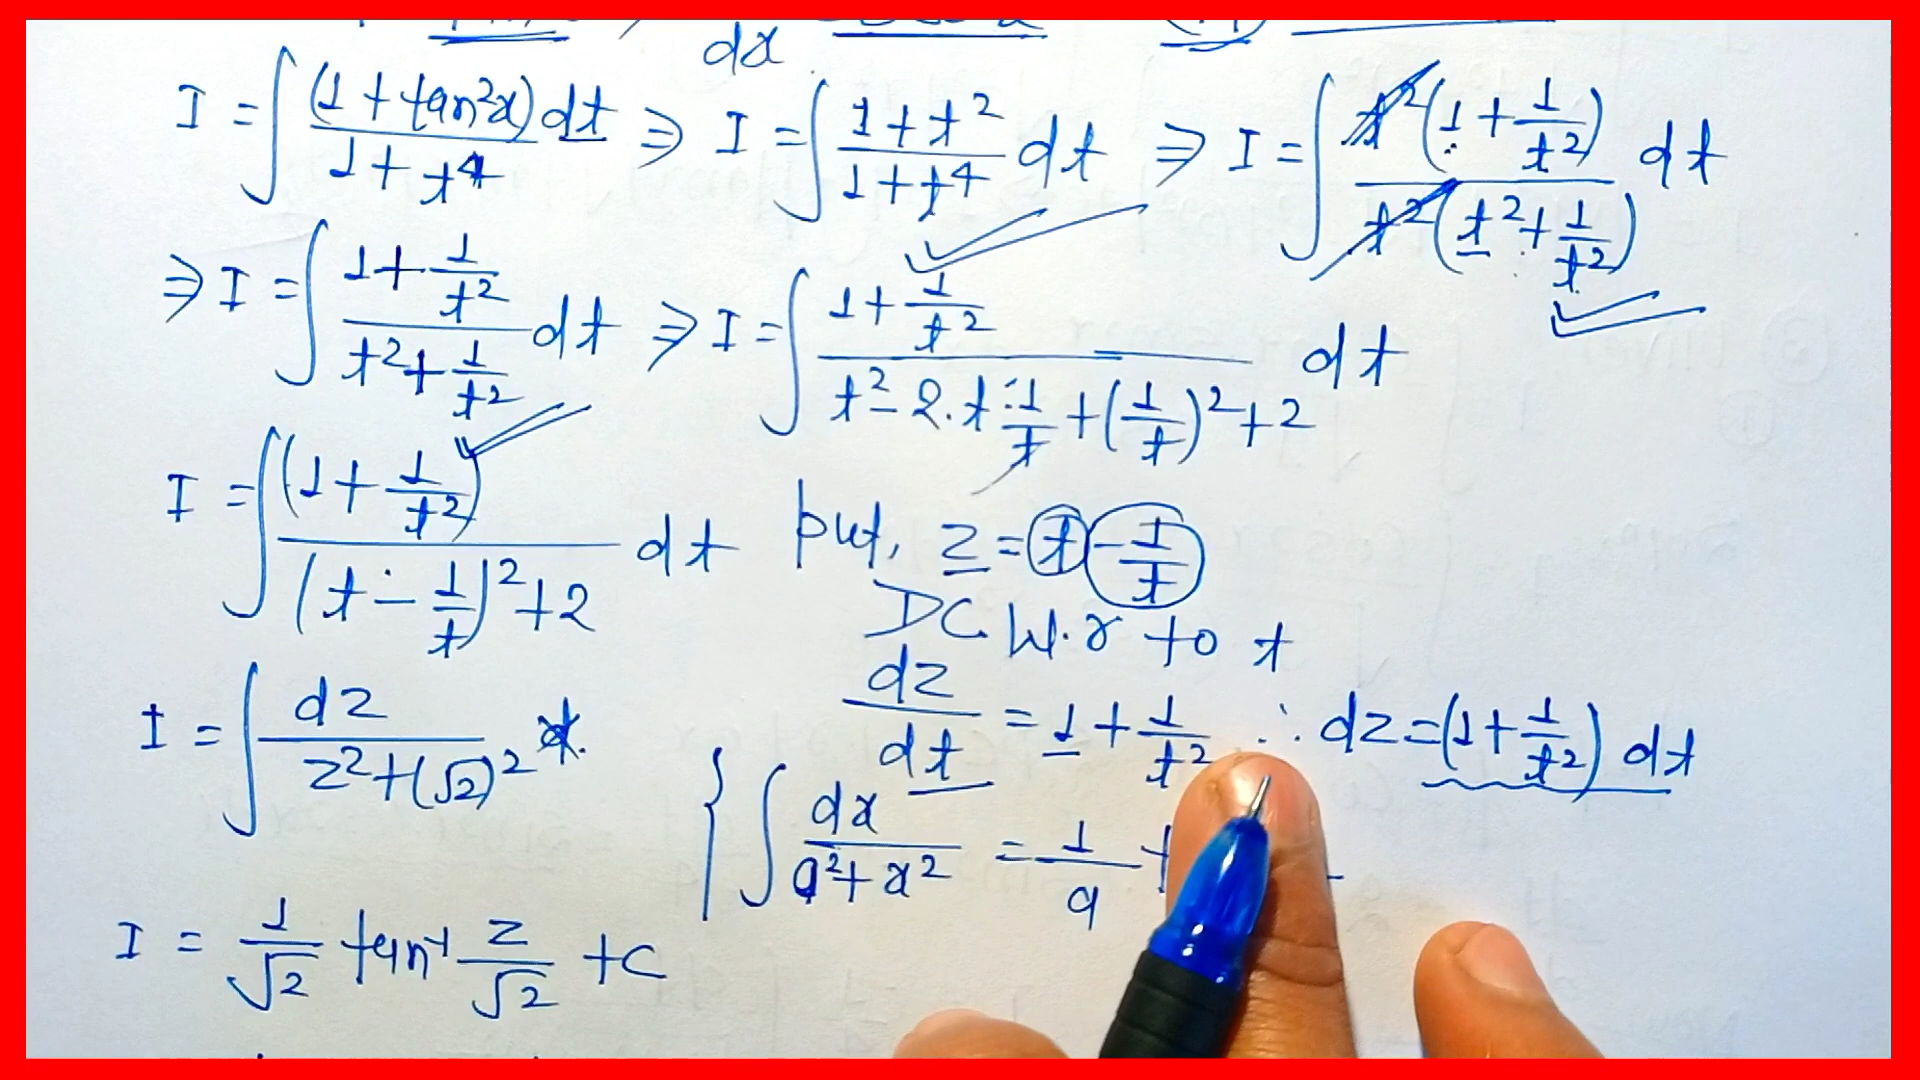 dx
I = ∫ (1 + tan²x) dt / 1 + t⁴ ⇒ I = ∫ 1 + t² / 1 + t⁴ dt ⇒ I = ∫ t²(1 + 1/t²) / t²(t² + 1/t²) dt
⇒ I = ∫ 1 + 1/t² / t² + 1/t² dt ⇒ I = ∫ 1 + 1/t² / t² - 2.t.1/t + (1/t)² + 2 dt
I = ∫ (1 + 1/t²) / (t - 1/t)² + 2 dt put, z = t - 1/t
DC W.r to t
I = ∫ dz / z² + (√2)² dz/dt = 1 + 1/t² ∴ dz = (1 + 1/t²) dt
{ ∫ dx / a² + x² = 1/a
I = 1/√2 tan⁻¹ z/√2 + c